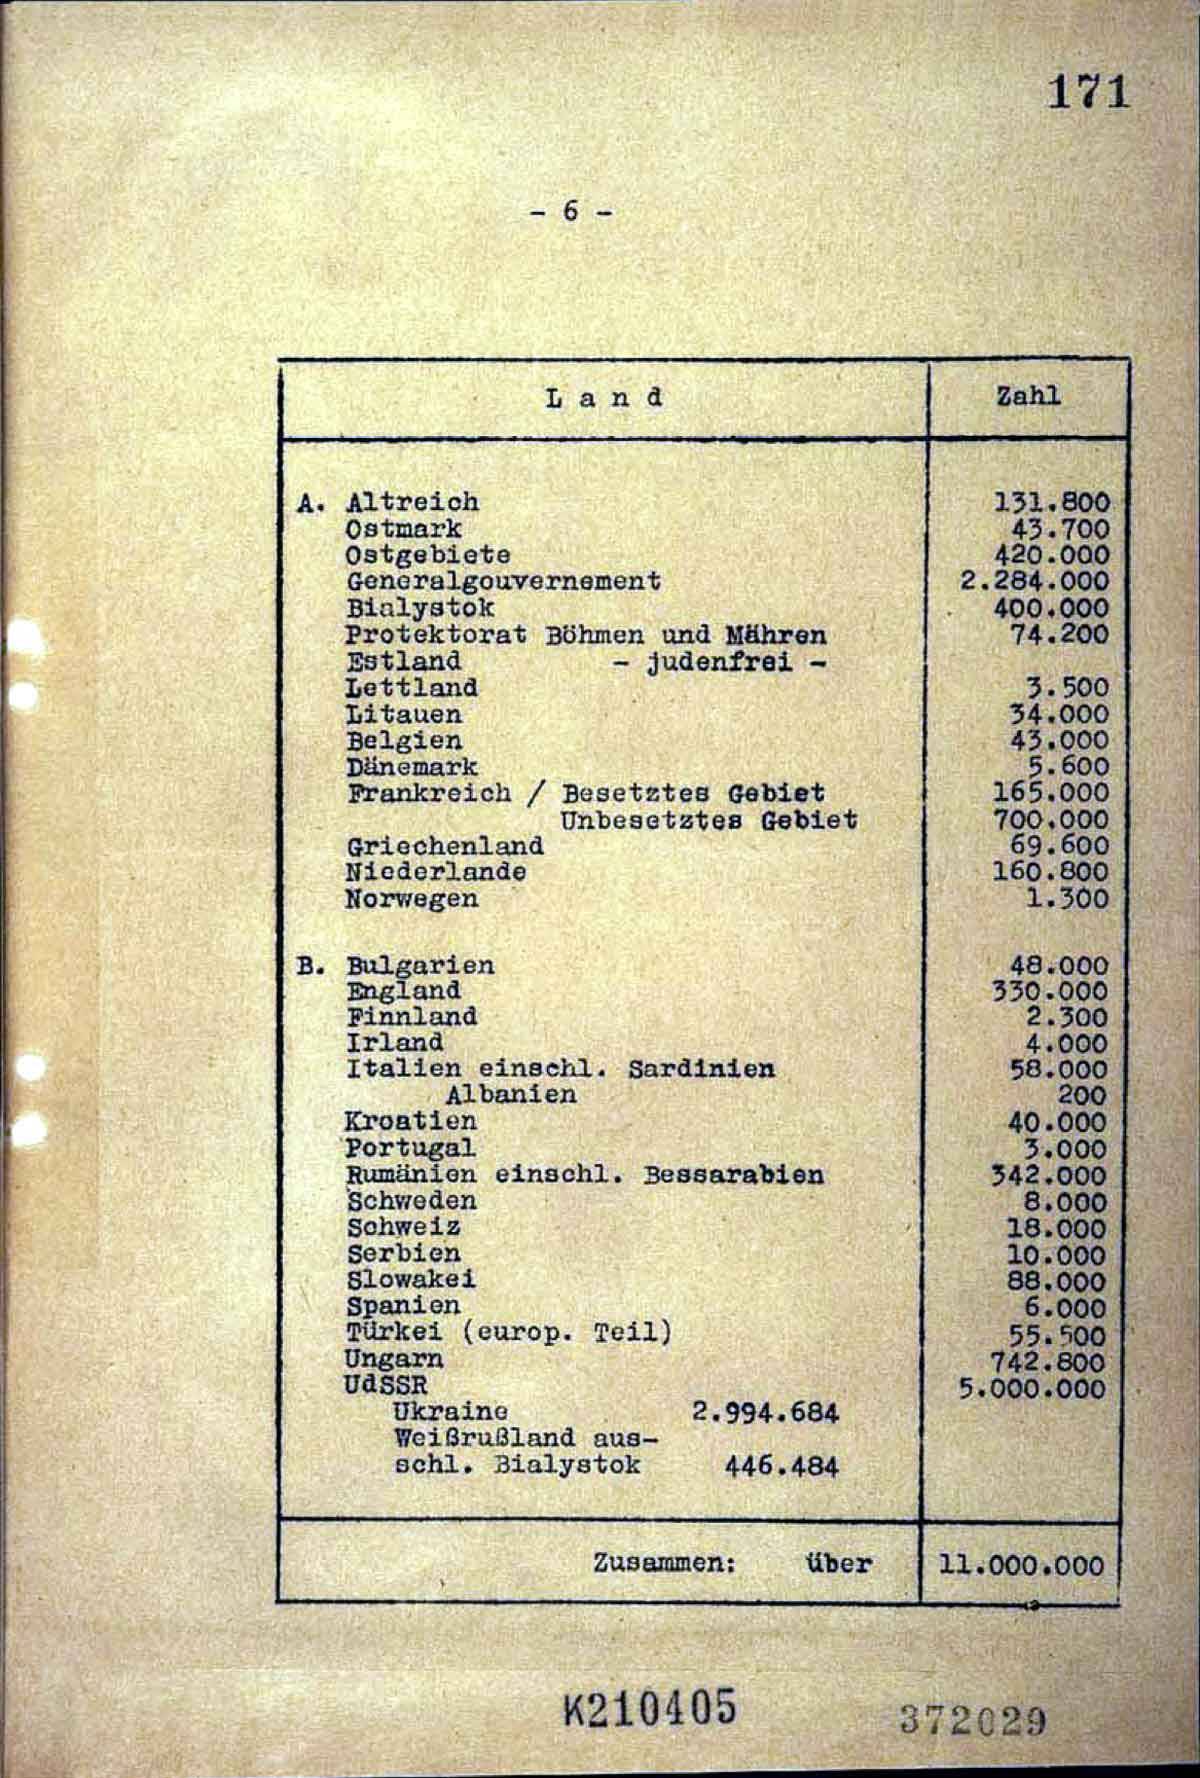 171
- 6 -
Land Zahl
A. Altreich 131.800
Ostmark 43.700
Ostgebiete 420.000
Generalgouvernement 2.284.000
Bialystok 400.000
Protektorat Böhmen und Mähren 74.200
Estland - judenfrei -
Lettland 3.500
Litauen 34.000
Belgien 43.000
Dänemark 5.600
Frankreich / Besetztes Gebiet 165.000
Unbesetztes Gebiet 700.000
Griechenland 69.600
Niederlande 160.800
Norwegen 1.300
B. Bulgarien 48.000
England 330.000
Finnland 2.300
Irland 4.000
Italien einschl. Sardinien 58.000
Albanien 200
Kroatien 40.000
Portugal 3.000
Rumänien einschl. Bessarabien 342.000
Schweden 8.000
Schweiz 18.000
Serbien 10.000
Slowakei 88.000
Spanien 6.000
Türkei (europ. Teil) 55.500
Ungarn 742.800
UdSSR 5.000.000
Ukraine 2.994.684
Weißrußland aus-
schl. Bialystok 446.484
Zusammen: über 11.000.000
K210405 372029